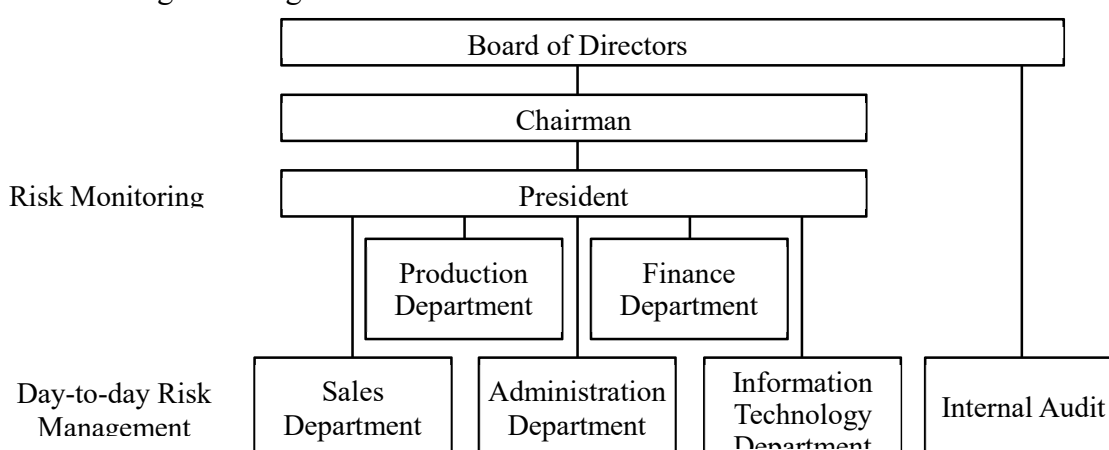 Board of Directors
Chairman
Risk Monitoring
President
Production
Department
Finance
Department
Day-to-day Risk
Management
Sales
Department
Administration
Department
Information
Technology
Department
Internal Audit